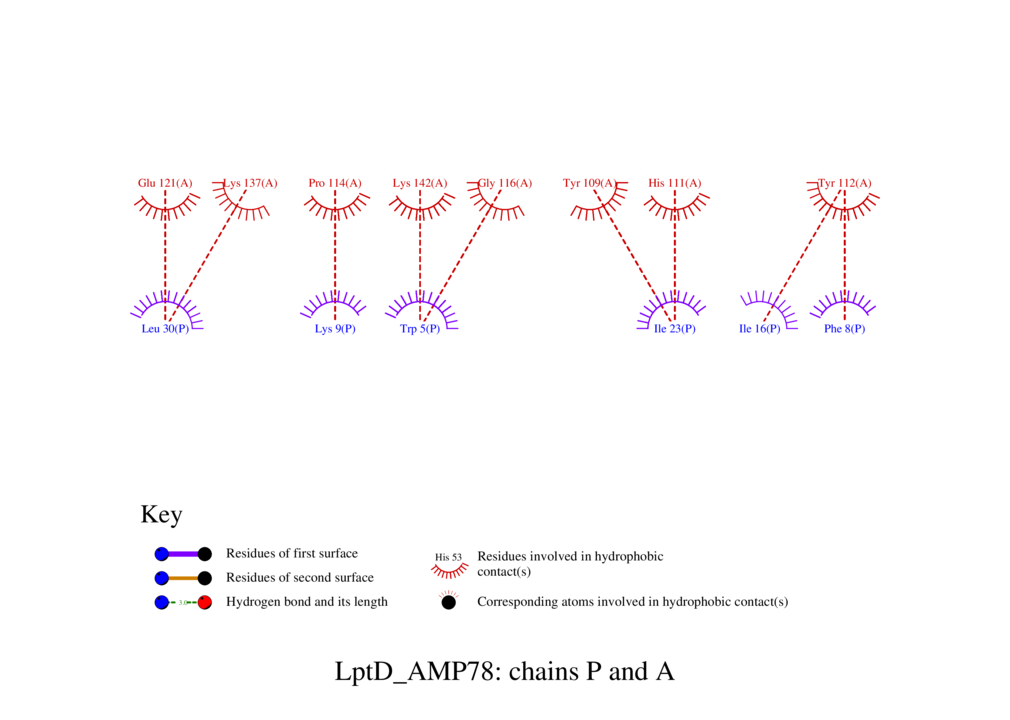 Glu 121(A) Lys 137(A) Pro 114(A) Lys 142(A) Gly 116(A) Tyr 109(A) His 111(A) Tyr 112(A)
Leu 30(P) Lys 9(P) Trp 5(P) Ile 23(P) Ile 16(P) Phe 8(P)
Key
Residues of first surface
Residues of second surface
3.0 Hydrogen bond and its length
His 53 Residues involved in hydrophobic
contact(s)
Corresponding atoms involved in hydrophobic contact(s)
LptD_AMP78: chains P and A